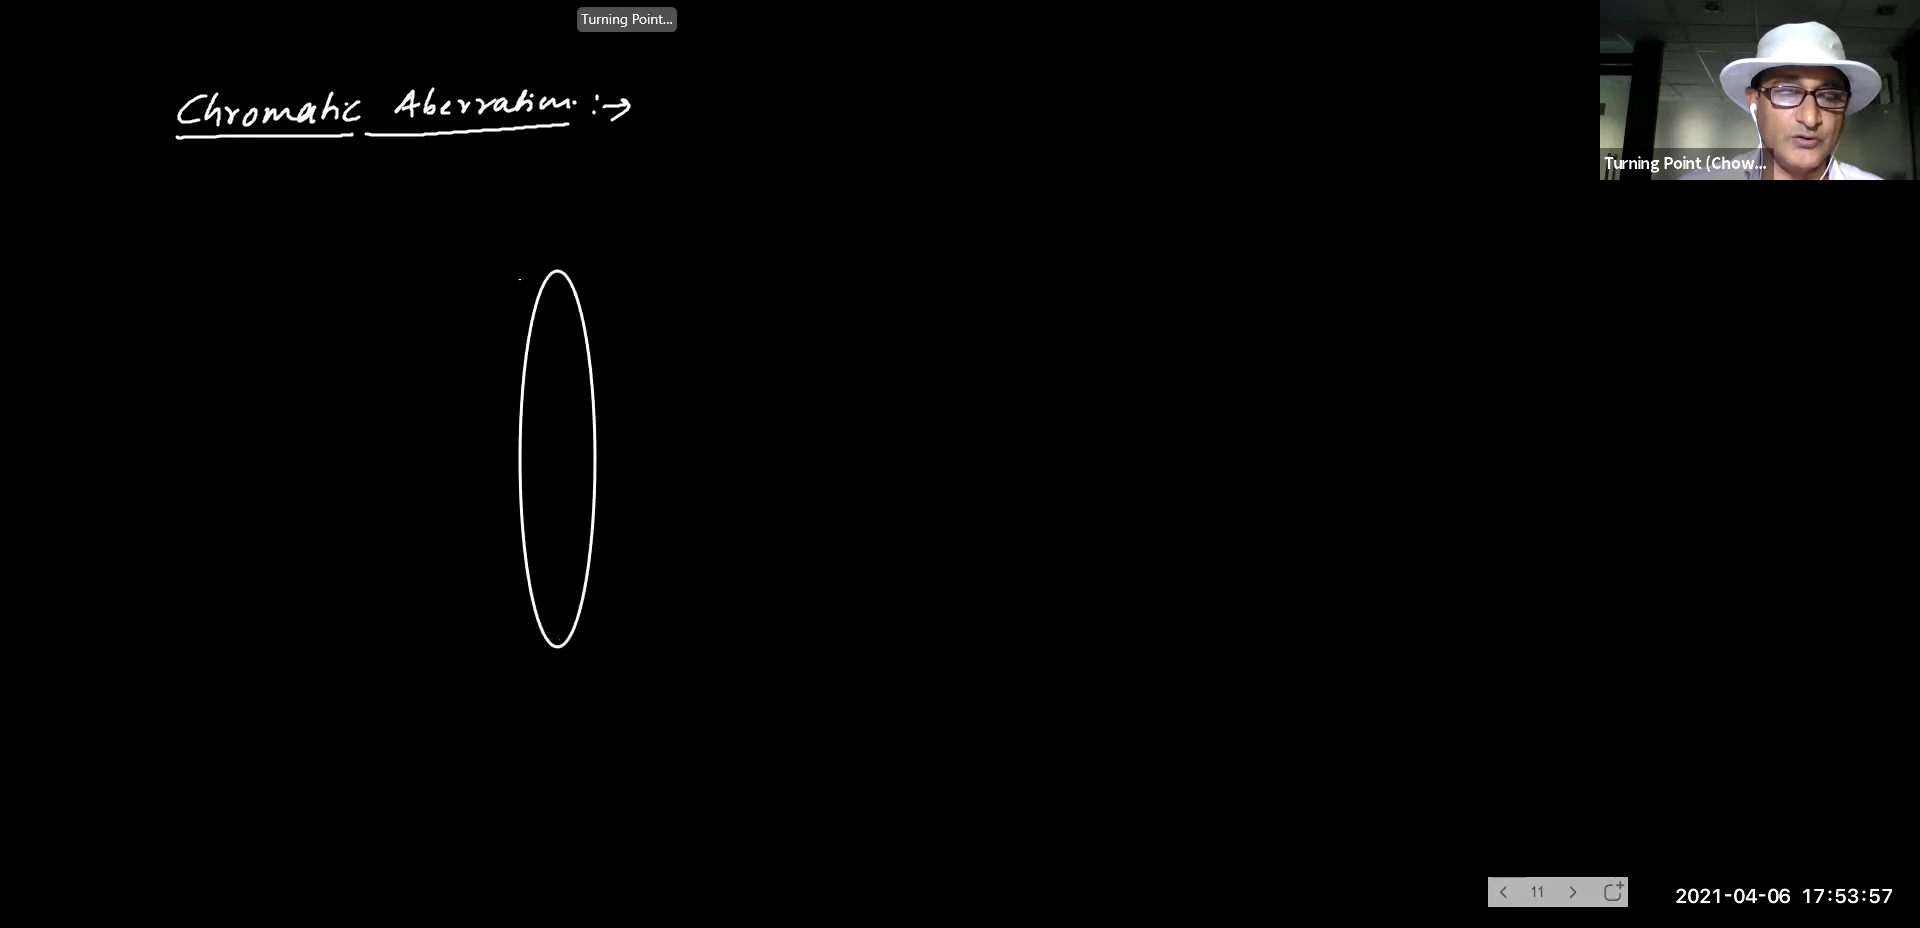 Turning Point...
Chromatic Aberration :→
Turning Point (Chow...
11
2021-04-06 17:53:57